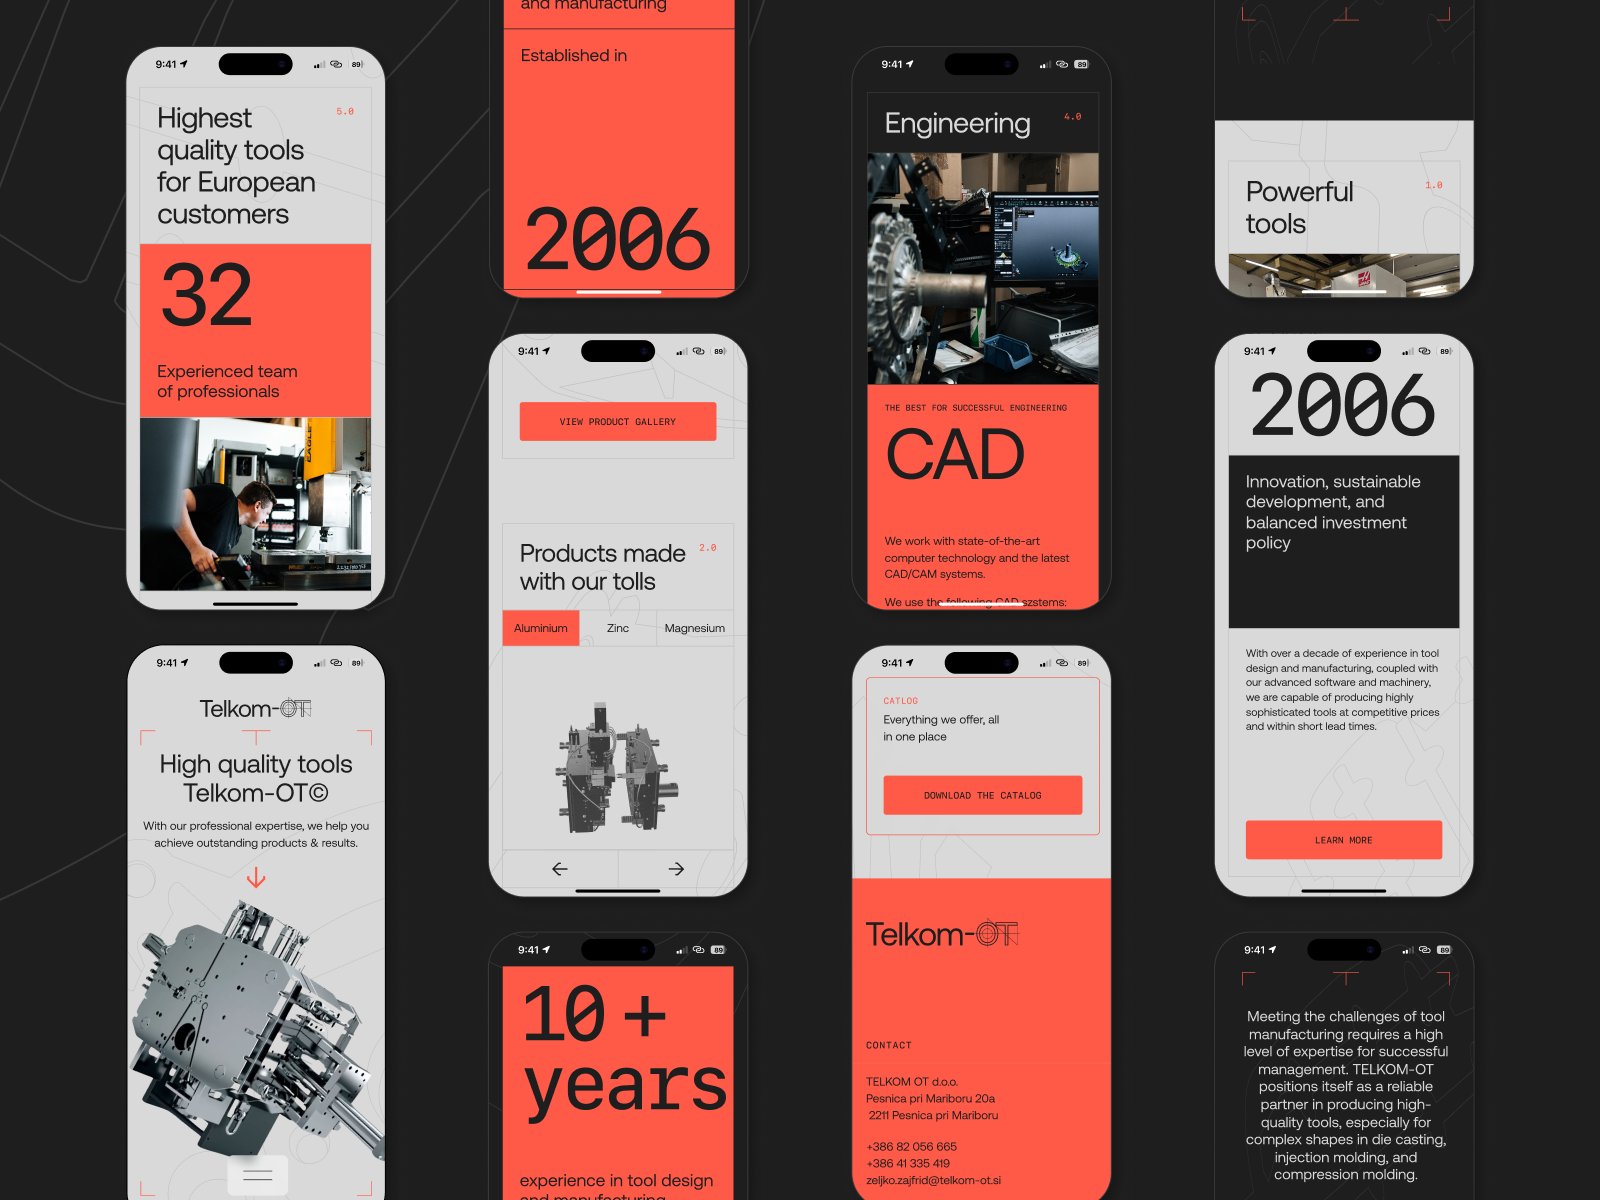 9:41
89
Highest
quality tools
for European
customers
5.0
32
Experienced team
of professionals
EAGLE
9:41
89
Telkom-OT
High quality tools
Telkom-OT©
With our professional expertise, we help you
achieve outstanding products & results.
and manufacturing
Established in
2006
9:41
89
VIEW PRODUCT GALLERY
Products made
with our tolls
2.0
Aluminium
Zinc
Magnesium
9:41
89
10 +
years
experience in tool design
and manufacturing
9:41
89
Engineering
4.0
THE BEST FOR SUCCESSFUL ENGINEERING
CAD
We work with state-of-the-art
computer technology and the latest
CAD/CAM systems.
We use the following CAD szstems:
9:41
89
CATLOG
Everything we offer, all
in one place
DOWNLOAD THE CATALOG
Telkom-OT
CONTACT
TELKOM OT d.o.o.
Pesnica pri Mariboru 20a
2211 Pesnica pri Mariboru
+386 82 056 665
+386 41 335 419
zeljko.zajfrid@telkom-ot.si
Powerful
tools
1.0
9:41
89
2006
Innovation, sustainable
development, and
balanced investment
policy
With over a decade of experience in tool
design and manufacturing, coupled with
our advanced software and machinery,
we are capable of producing highly
sophisticated tools at competitive prices
and within short lead times.
LEARN MORE
9:41
89
Meeting the challenges of tool
manufacturing requires a high
level of expertise for successful
management. TELKOM-OT
positions itself as a reliable
partner in producing high-
quality tools, especially for
complex shapes in die casting,
injection molding, and
compression molding.